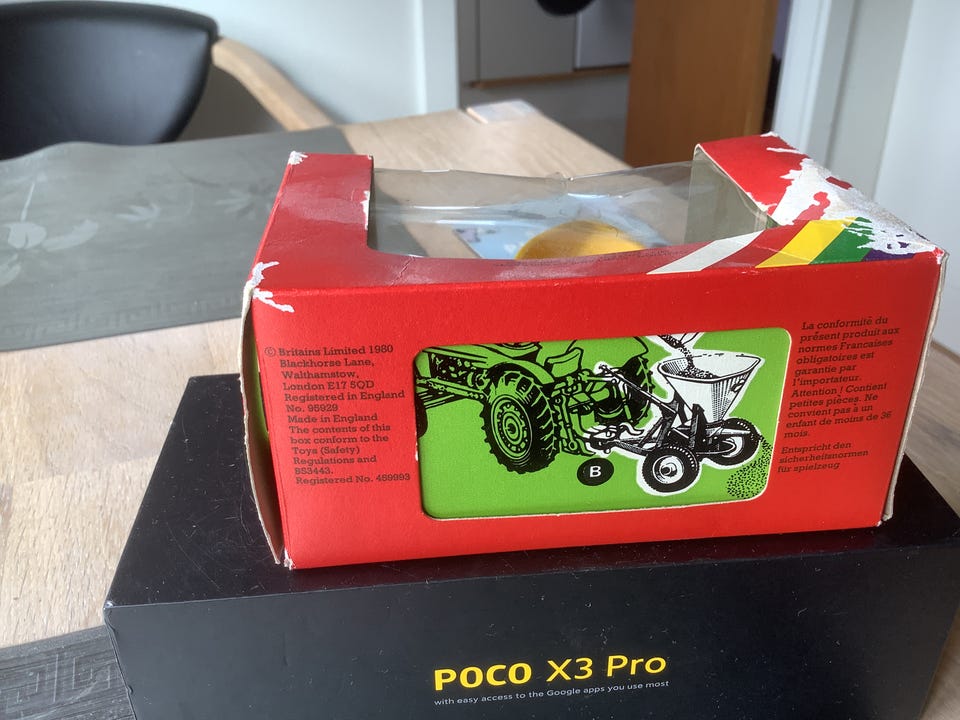 © Britains Limited 1980
Blackhorse Lane,
Walthamstow,
London E17 5QD
Registered in England
No. 95929
Made in England
The contents of this
box conform to the
Toys (Safety)
Regulations and
BS3443.
Registered No. 459993
B
La conformité du
présent produit aux
normes Francaises
obligatoires est
garantie par
l'importateur.
Attention! Contient
petites pièces. Ne
convient pas a un
enfant de moins de 36
mois.
Entspricht den
sicherheitsnormen
für spielzeug
POCO X3 Pro
with easy access to the Google apps you use most